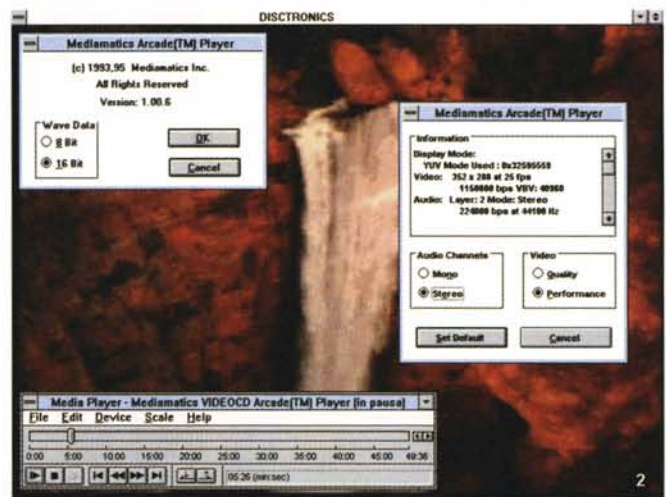 DISCTRONICS
Mediamatics Arcade(TM) Player
(c) 1993,95 Mediamatics Inc.
All Rights Reserved
Version: 1.00.6
Wave Data
8 Bit
16 Bit
OK
Cancel
Mediamatics Arcade(TM) Player
Information
Display Mode:
YUV Mode Used : 0x32595559
Video: 352 x 288 at 25 fps
1150000 bps VBV: 40960
Audio: Layer: 2 Mode: Stereo
224000 bps at 44100 Hz
Audio Channels
Mono
Stereo
Video
Quality
Performance
Set Default
Cancel
Media Player - Mediamatics VIDEOCD Arcade(TM) Player (in pausa)
File Edit Device Scale Help
0:00 5:00 10:00 15:00 20:00 25:00 30:00 35:00 40:00 45:00 49:36
05:26 (min:sec)
2